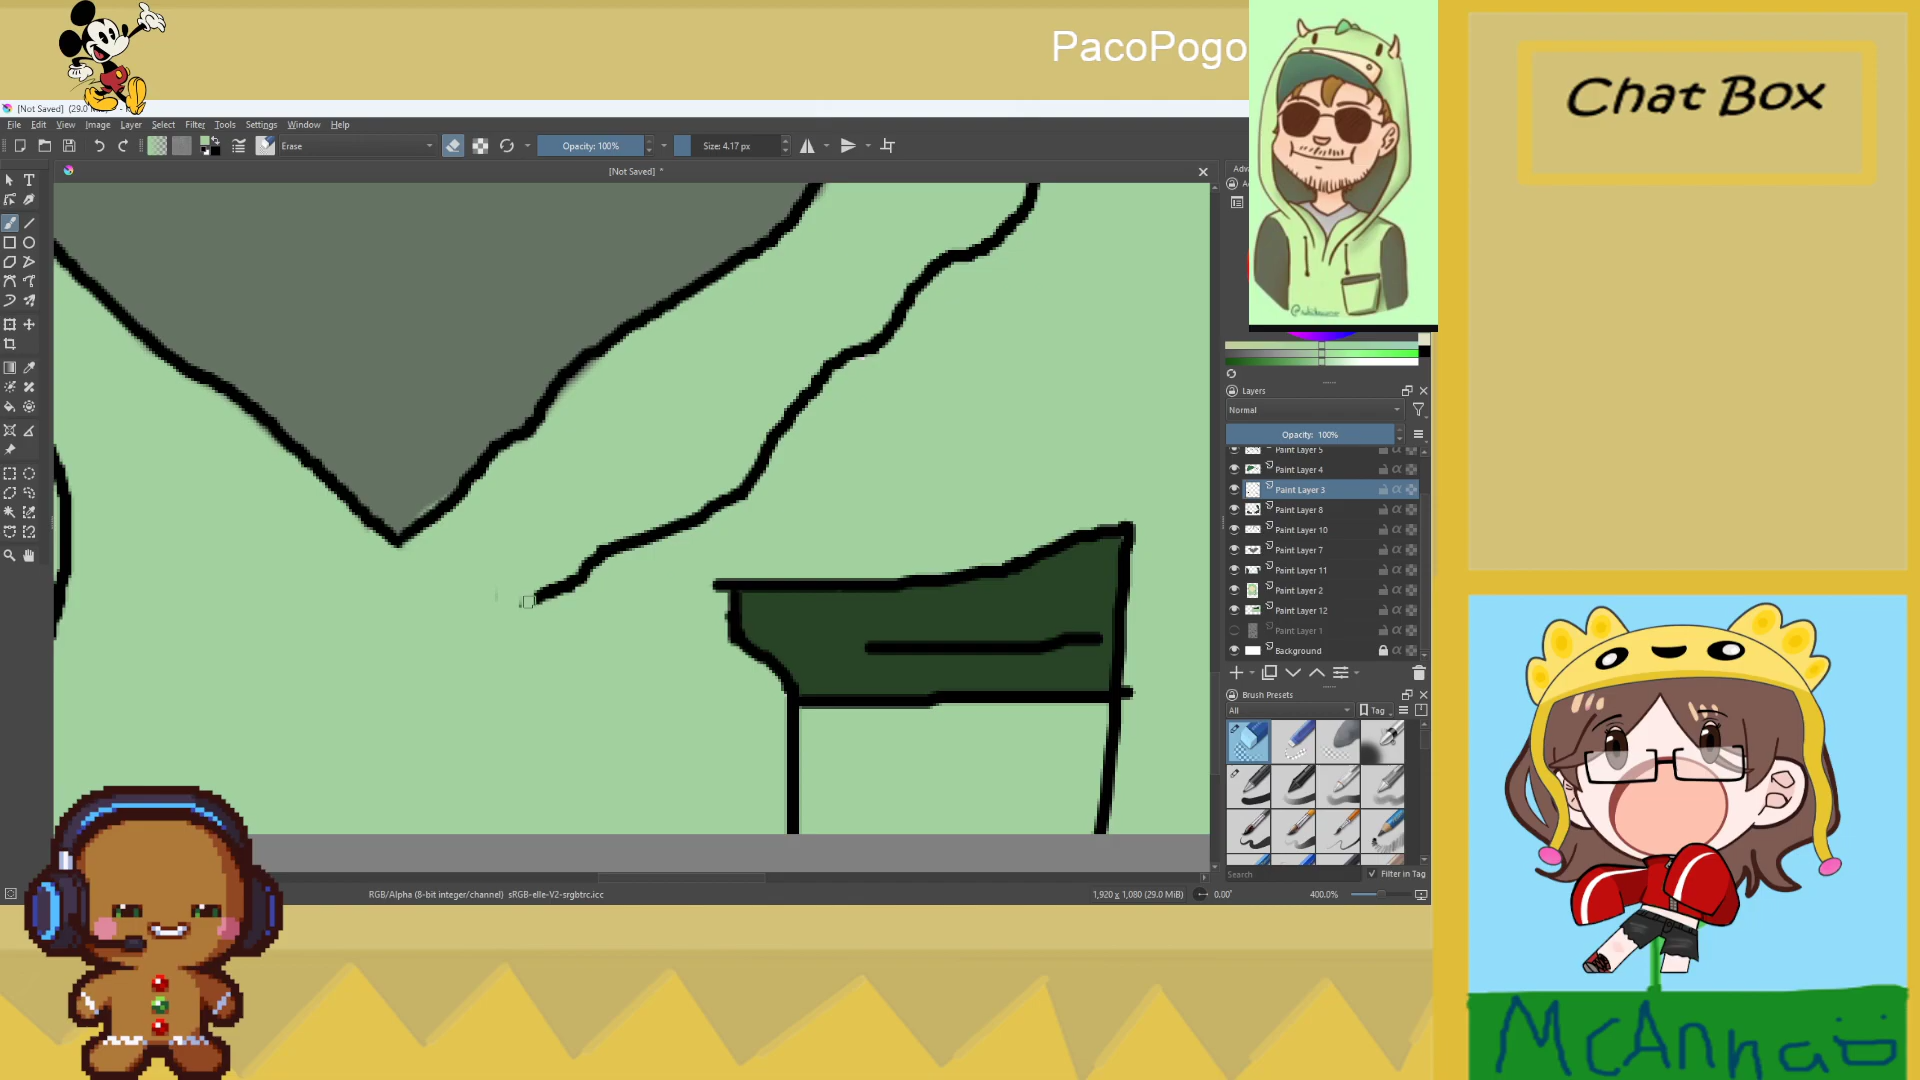 PacoPogo
Chat Box
[Not Saved] (29.0
File Edit View Image Layer Select Filter Tools Settings Window Help
Erase
Opacity: 100%
Size: 4.17 px
[Not Saved] *
Layers
Normal
Opacity: 100%
Paint Layer 5
Paint Layer 4
Paint Layer 3
Paint Layer 8
Paint Layer 10
Paint Layer 7
Paint Layer 11
Paint Layer 2
Paint Layer 12
Paint Layer 1
Background
Brush Presets
All
Tag
Search
Filter in Tag
RGB/Alpha (8-bit integer/channel) sRGB-elle-V2-srgbtrc.icc
1,920 x 1,080 (29.0 MiB)
0.00°
400.0%
McAnna